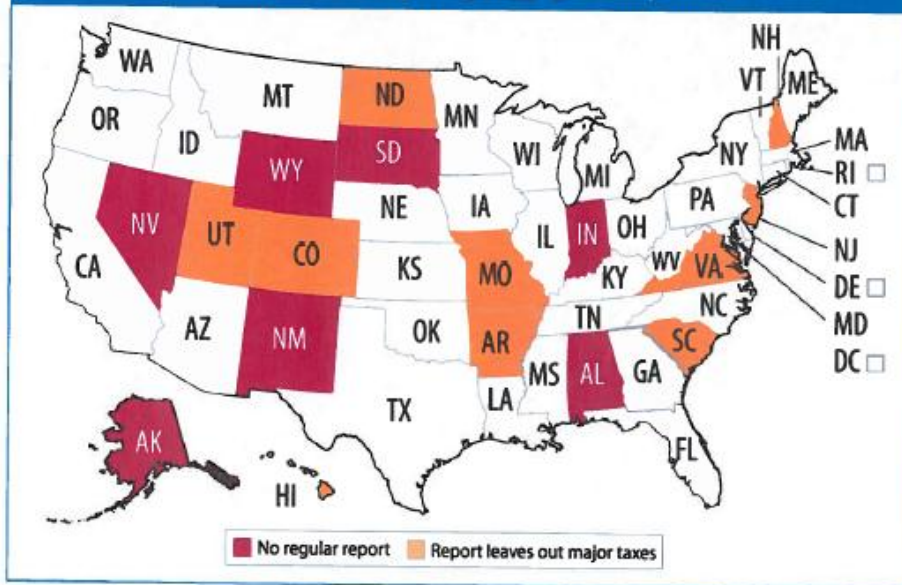 NH
WA
VT
ME
MT
ND
MN
OR
ID
MA
WI
SD
NY
WY
RI
MI
CT
PA
IA
NE
NV
OH
IL
IN
NJ
UT
CO
WV
VA
CA
KS
MO
KY
DE
NC
MD
TN
AZ
OK
NM
AR
SC
DC
MS
AL
GA
LA
TX
AK
FL
HI
No regular report
Report leaves out major taxes